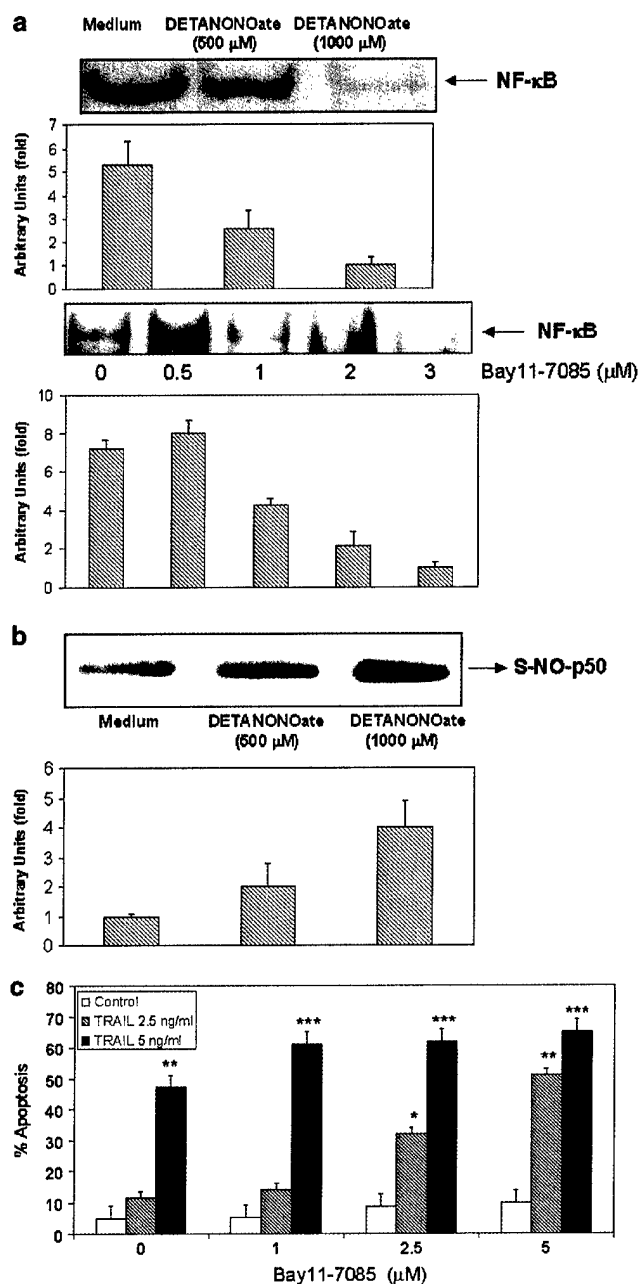 a
Medium DETANONOate DETANONOate
(500 µM) (1000 µM)
NF-κB
Arbitrary Units (fold)
7
6
5
4
3
2
1
0
NF-κB
0 0.5 1 2 3 Bay11-7085 (µM)
Arbitrary Units (fold)
10
8
6
4
2
0
b
S-NO-p50
Medium DETANONOate DETANONOate
(500 µM) (1000 µM)
Arbitrary Units (fold)
6
5
4
3
2
1
0
c
% Apoptosis
80
70
60
50
40
30
20
10
0
Control
TRAIL 2.5 ng/ml
TRAIL 5 ng/ml
** *** * *** ** ***
0 1 2.5 5
Bay11-7085 (µM)